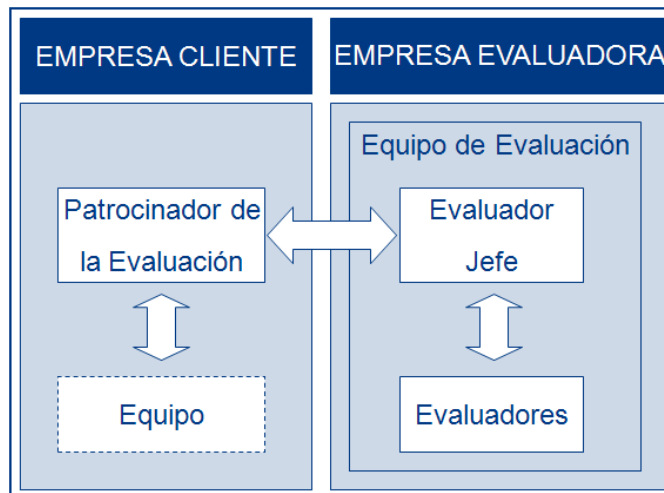 EMPRESA CLIENTE
EMPRESA EVALUADORA
Equipo de Evaluación
Patrocinador de
la Evaluación
Evaluador
Jefe
Equipo
Evaluadores